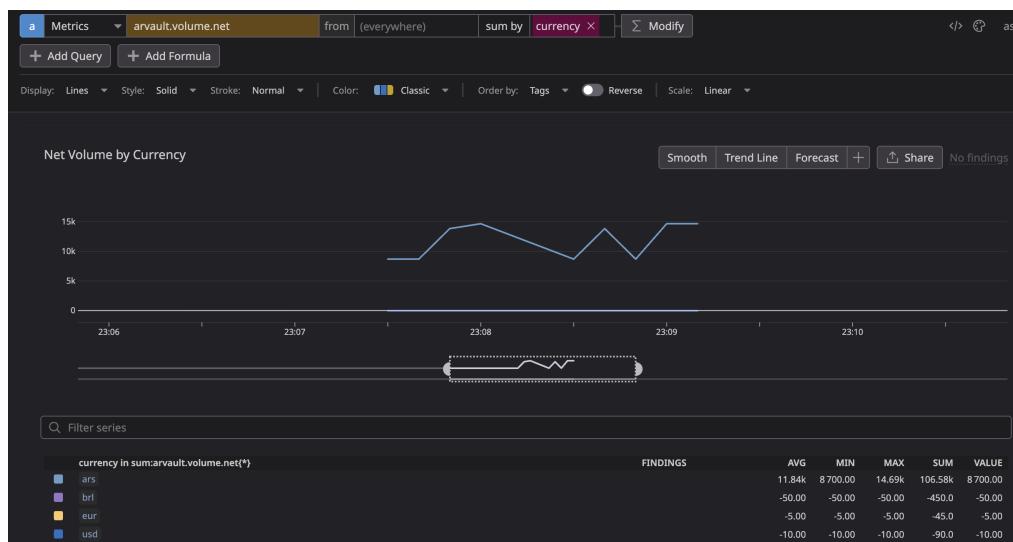 a Metrics arvault.volume.net from (everywhere) sum by currency × Σ Modify </> as
+ Add Query + Add Formula
Display: Lines Style: Solid Stroke: Normal Color: Classic Order by: Tags Reverse Scale: Linear
Net Volume by Currency
Smooth Trend Line Forecast + Share No findings
15k
10k
5k
0
23:06 23:07 23:08 23:09 23:10
Filter series
currency in sum:arvault.volume.net{*} FINDINGS AVG MIN MAX SUM VALUE
ars 11.84k 8 700.00 14.69k 106.58k 8 700.00
brl -50.00 -50.00 -50.00 -450.0 -50.00
eur -5.00 -5.00 -5.00 -45.0 -5.00
usd -10.00 -10.00 -10.00 -90.0 -10.00